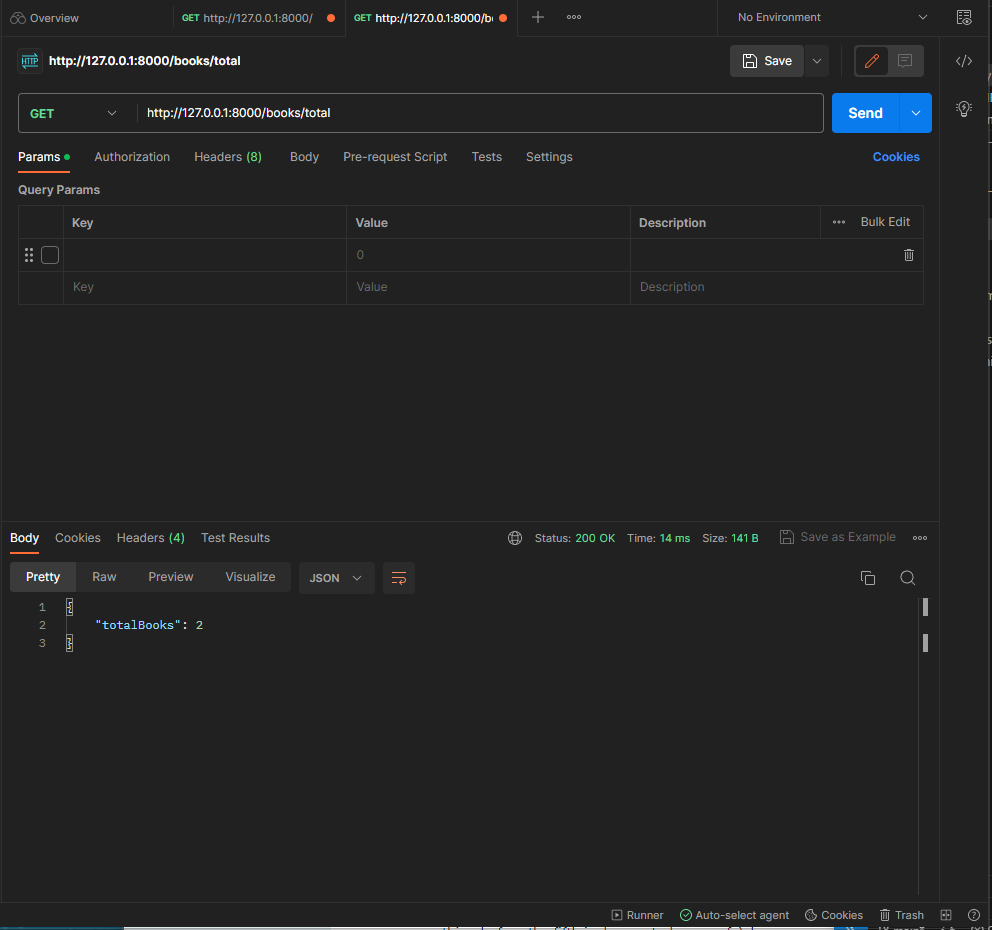 Overview GET http://127.0.0.1:8000/ GET http://127.0.0.1:8000/b No Environment
HTTP http://127.0.0.1:8000/books/total Save
GET http://127.0.0.1:8000/books/total Send
Params Authorization Headers (8) Body Pre-request Script Tests Settings Cookies
Query Params
Key Value Description Bulk Edit
0
Key Value Description
Body Cookies Headers (4) Test Results Status: 200 OK Time: 14 ms Size: 141 B Save as Example
Pretty Raw Preview Visualize JSON
1 {
2 "totalBooks": 2
3 }
Runner Auto-select agent Cookies Trash